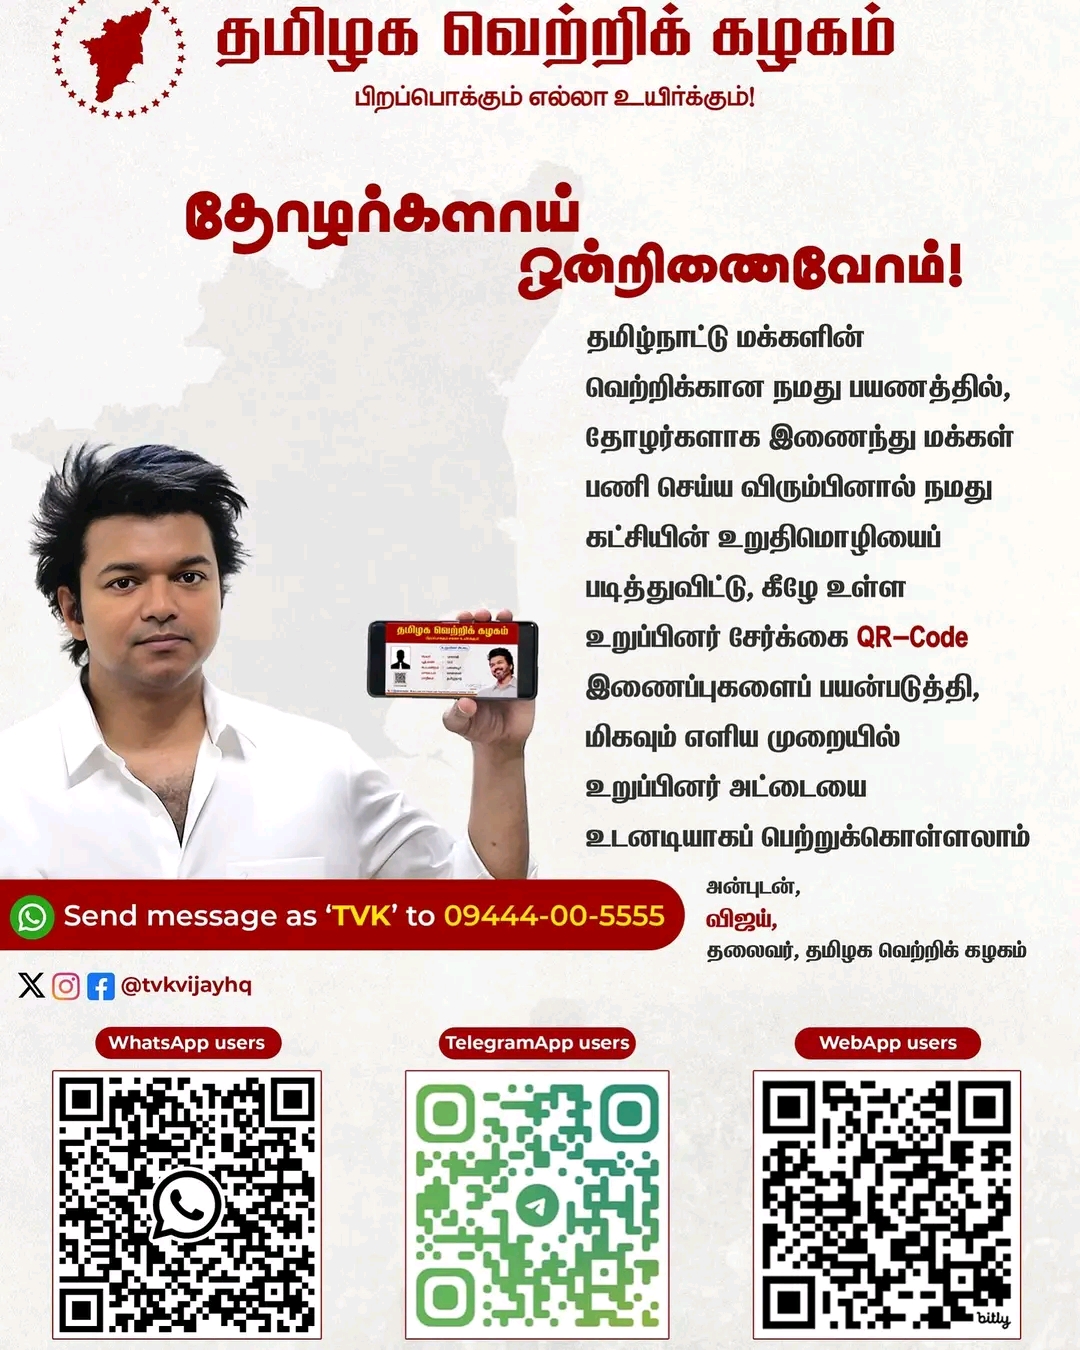 தமிழக வெற்றிக் கழகம்
பிறப்பொக்கும் எல்லா உயிர்க்கும்!
தோழர்களாய்
ஒன்றிணைவோம்!
தமிழ்நாட்டு மக்களின்
வெற்றிக்கான நமது பயணத்தில்,
தோழர்களாக இணைந்து மக்கள்
பணி செய்ய விரும்பினால் நமது
கட்சியின் உறுதிமொழியைப்
படித்துவிட்டு, கீழே உள்ள
உறுப்பினர் சேர்க்கை QR-Code
இணைப்புகளைப் பயன்படுத்தி,
மிகவும் எளிய முறையில்
உறுப்பினர் அட்டையை
உடனடியாகப் பெற்றுக்கொள்ளலாம்
தமிழக வெற்றிக் கழகம்
அன்புடன்,
விஜய்,
தலைவர், தமிழக வெற்றிக் கழகம்
Send message as ‘TVK’ to 09444-00-5555
@tvkvijayhq
WhatsApp users
TelegramApp users
WebApp users
bitly